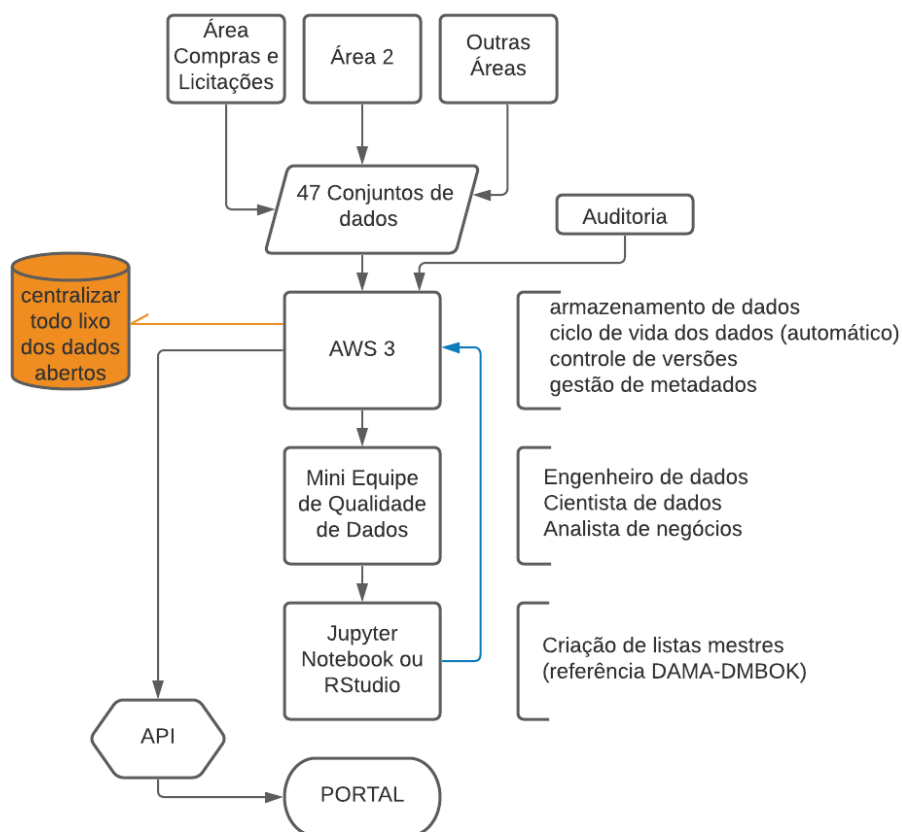 Área
Compras e
Licitações
Área 2
Outras
Áreas
47 Conjuntos de
dados
Auditoria
centralizar
todo lixo
dos dados
abertos
AWS 3
armazenamento de dados
ciclo de vida dos dados (automático)
controle de versões
gestão de metadados
Mini Equipe
de Qualidade
de Dados
Engenheiro de dados
Cientista de dados
Analista de negócios
Jupyter
Notebook ou
RStudio
Criação de listas mestres
(referência DAMA-DMBOK)
API
PORTAL